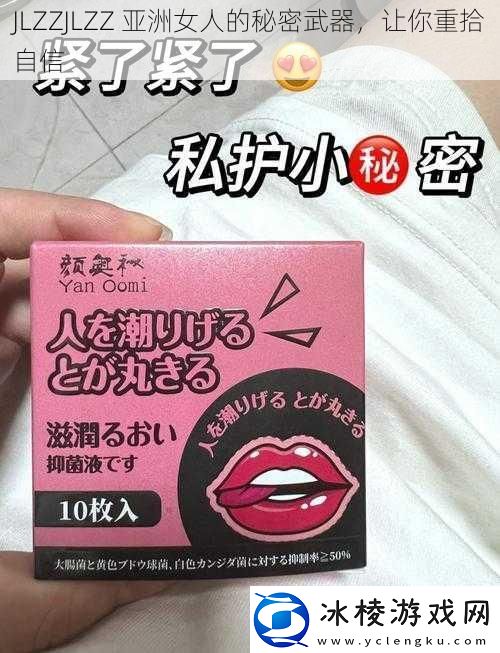 JLZZJLZZ 亚洲女人的秘密武器，让你重拾
自信
紧了紧了😍
私护小㊙密
颜奥秘
Yan Oomi
人を潮りげる
とが丸きる
人を潮りげる とが丸きる
滋潤るおい
抑菌液です
10枚入
大腸菌と黄色ブドウ球菌、白色カンジダ菌に対する抑制率≧50%
冰棱游戏网
www.yclengku.com